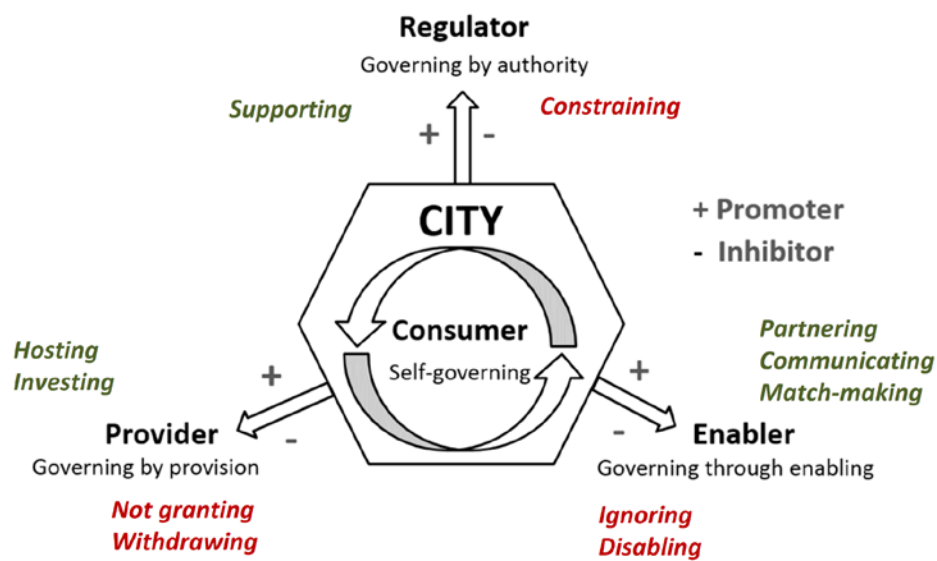 Regulator
Governing by authority
Supporting
Constraining
+
-
CITY
+ Promoter
- Inhibitor
Consumer
Self-governing
Hosting
Investing
+
-
Provider
Governing by provision
Not granting
Withdrawing
Partnering
Communicating
Match-making
+
-
Enabler
Governing through enabling
Ignoring
Disabling